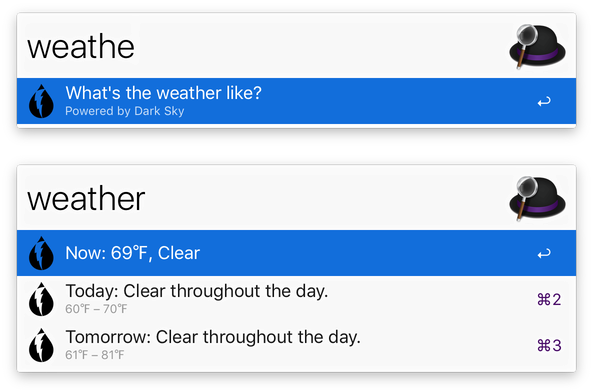 weathe
What's the weather like?
Powered by Dark Sky
↩
weather
Now: 69°F, Clear
↩
Today: Clear throughout the day.
60°F – 70°F
⌘2
Tomorrow: Clear throughout the day.
61°F – 81°F
⌘3